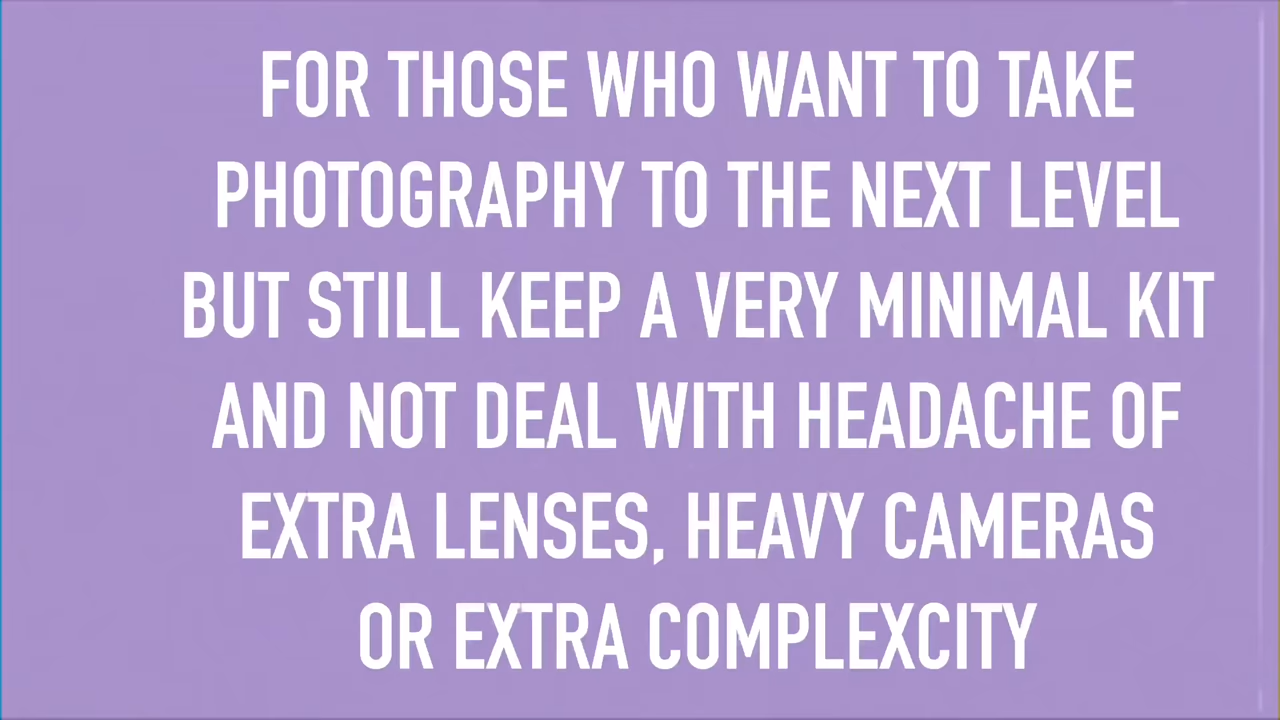 FOR THOSE WHO WANT TO TAKE
PHOTOGRAPHY TO THE NEXT LEVEL
BUT STILL KEEP A VERY MINIMAL KIT
AND NOT DEAL WITH HEADACHE OF
EXTRA LENSES, HEAVY CAMERAS
OR EXTRA COMPLEXCITY